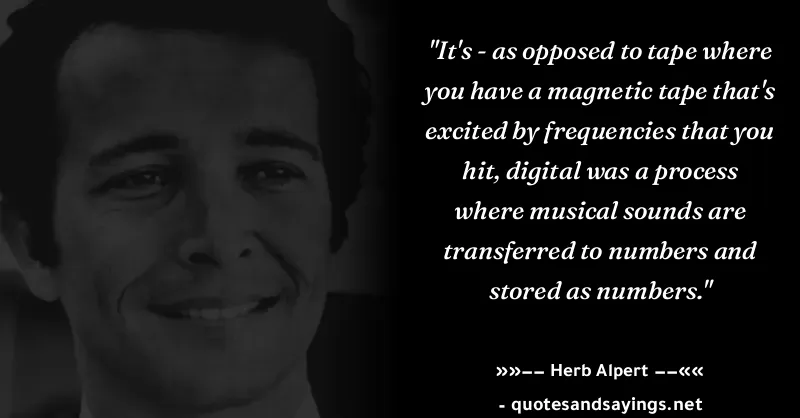 "It's - as opposed to tape where
you have a magnetic tape that's
excited by frequencies that you
hit, digital was a process
where musical sounds are
transferred to numbers and
stored as numbers."
»»–– Herb Alpert ––««
- quotesandsayings.net